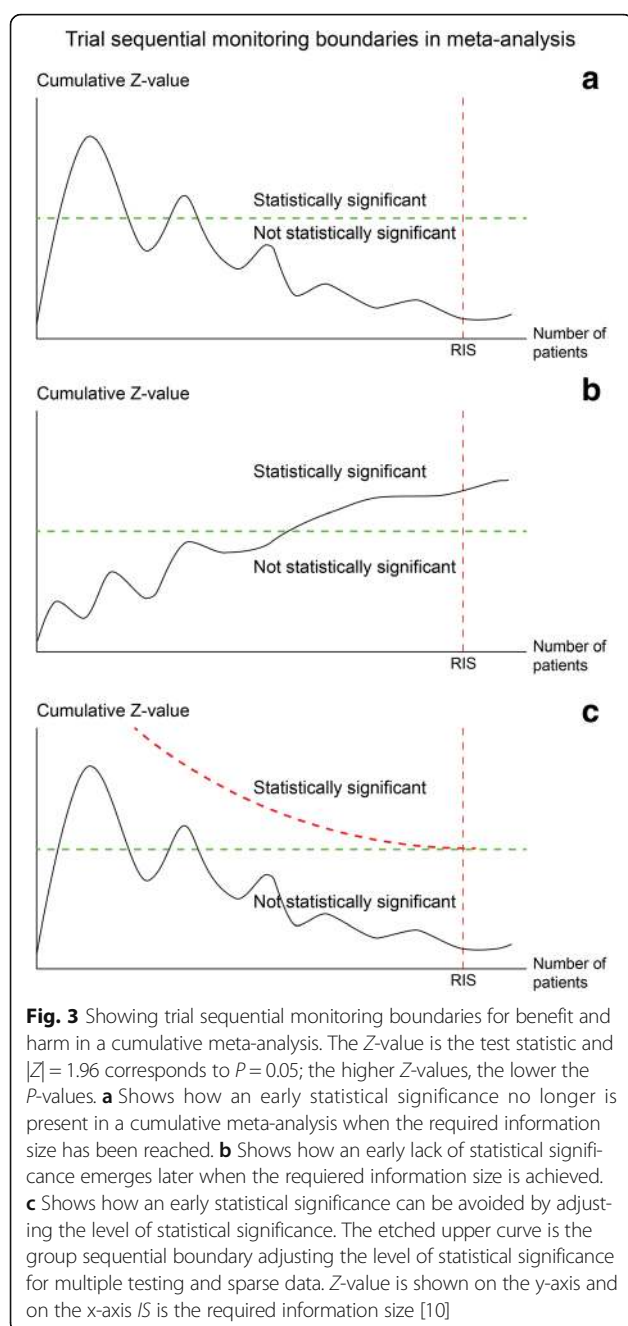 Trial sequential monitoring boundaries in meta-analysis
Cumulative Z-value
a
Statistically significant
Not statistically significant
Number of
patients
RIS
Cumulative Z-value
b
Statistically significant
Not statistically significant
Number of
patients
RIS
Cumulative Z-value
c
Statistically significant
Not statistically significant
Number of
patients
RIS
Fig. 3 Showing trial sequential monitoring boundaries for benefit and
harm in a cumulative meta-analysis. The Z-value is the test statistic and
|Z| = 1.96 corresponds to P = 0.05; the higher Z-values, the lower the
P-values. a Shows how an early statistical significance no longer is
present in a cumulative meta-analysis when the required information
size has been reached. b Shows how an early lack of statistical signifi-
cance emerges later when the requiered information size is achieved.
c Shows how an early statistical significance can be avoided by adjust-
ing the level of statistical significance. The etched upper curve is the
group sequential boundary adjusting the level of statistical significance
for multiple testing and sparse data. Z-value is shown on the y-axis and
on the x-axis IS is the required information size [10]